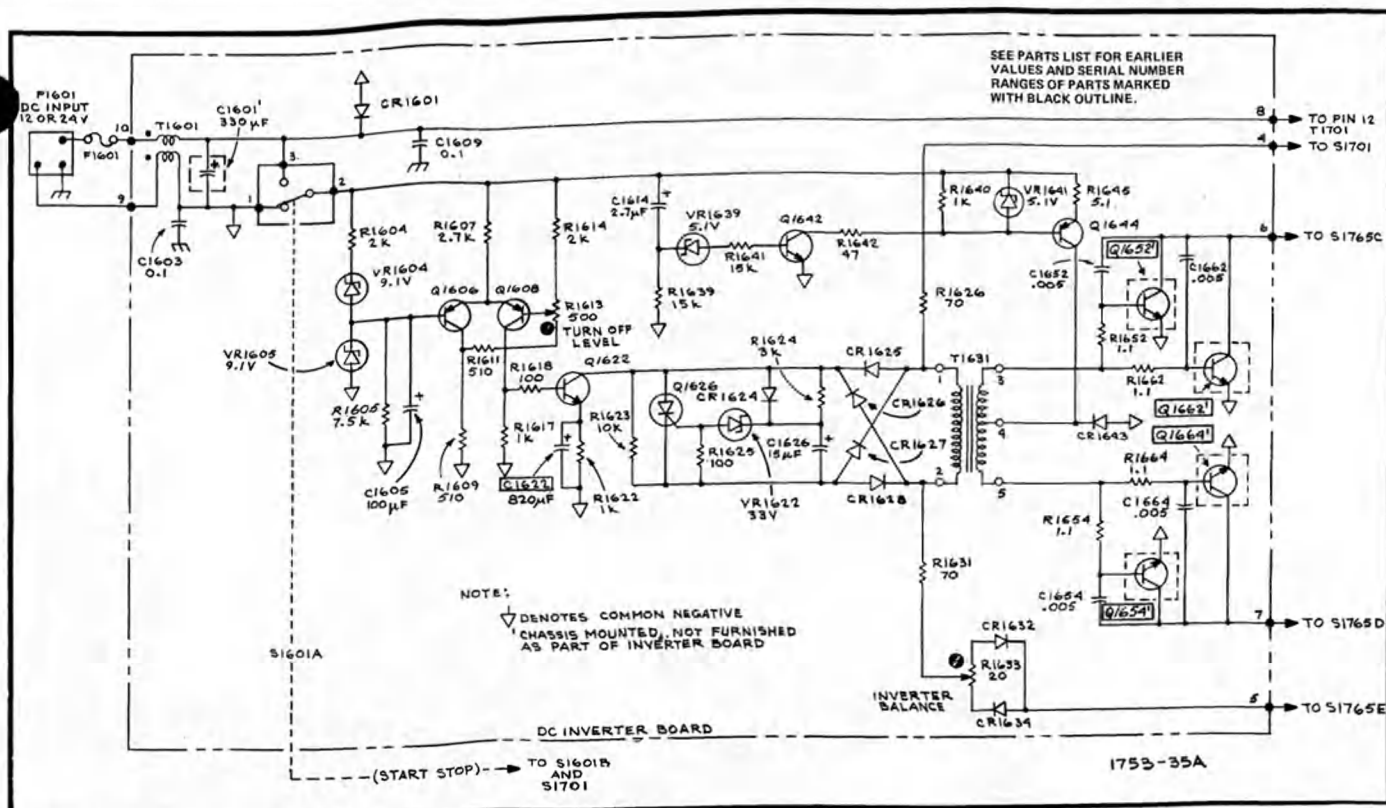 SEE PARTS LIST FOR EARLIER
VALUES AND SERIAL NUMBER
RANGES OF PARTS MARKED
WITH BLACK OUTLINE.
P1601
DC INPUT
12 OR 24V
F1601
10
9
T1601
C1601'
330µF
+
C1603
0.1
3
2
1
CR1601
C1609
0.1
8
TO PIN 12
T1701
4
TO S1701
R1604
2K
VR1604
9.1V
VR1605
9.1V
R1605
7.5K
C1605
100µF
+
R1607
2.7K
Q1606
Q1608
R1614
2K
R1613
500
TURN OFF
LEVEL
R1611
510
R1609
510
R1618
100
R1617
1K
Q1622
C1622
820µF
+
R1622
1K
R1623
10K
C1614
2.7µF
+
VR1639
5.1V
R1639
15K
R1641
15K
Q1642
R1642
47
R1640
1K
VR1641
5.1V
R1645
5.1
Q1644
Q1626
CR1624
R1624
3K
R1625
100
VR1622
33V
C1626
15µF
+
CR1625
CR1626
CR1627
CR1628
R1626
70
1
2
T1631
3
4
5
C1652
.005
Q1652'
R1652
1.1
C1662
.005
R1662
1.1
Q1662'
6
TO S1765C
CR1643
Q1664'
R1664
1.1
C1664
.005
R1654
1.1
C1654
.005
Q1654'
7
TO S1765D
R1631
70
CR1632
R1633
20
INVERTER
BALANCE
CR1634
5
TO S1765E
NOTE:
DENOTES COMMON NEGATIVE
' CHASSIS MOUNTED, NOT FURNISHED
AS PART OF INVERTER BOARD
S1601A
DC INVERTER BOARD
(START STOP)
TO S1601B
AND
S1701
1753-35A